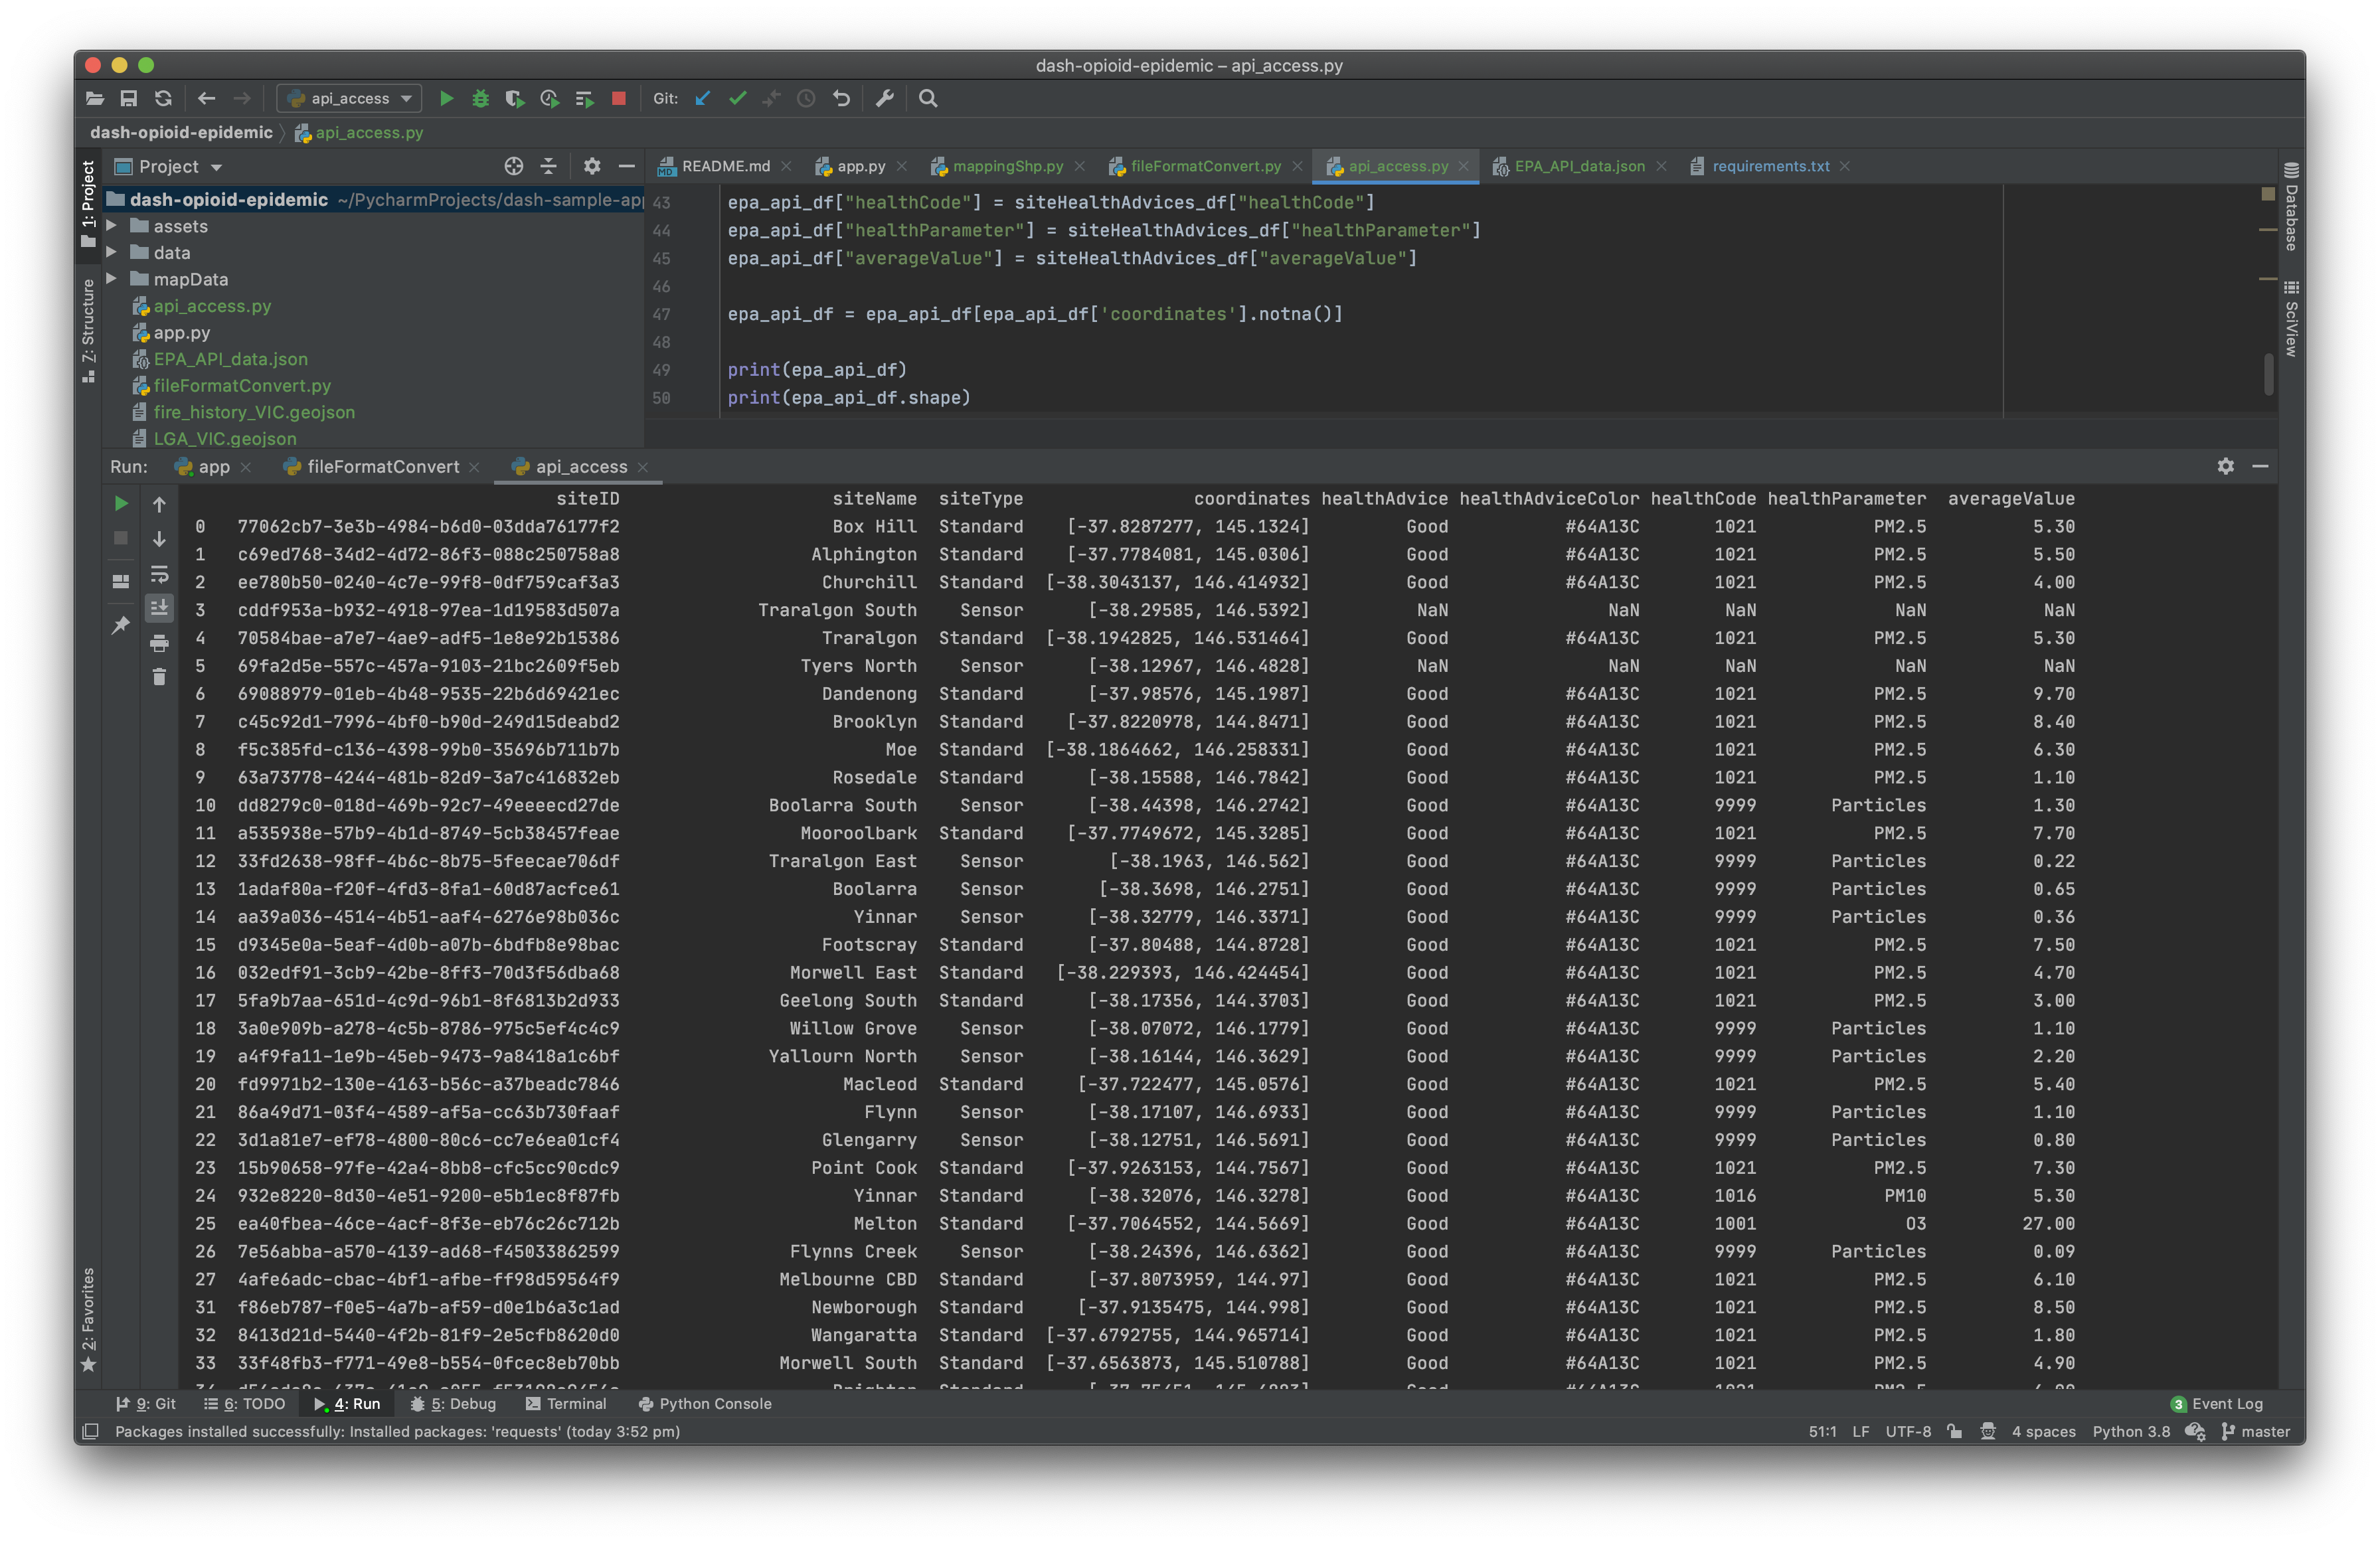 dash-opioid-epidemic – api_access.py
api_access Git:
dash-opioid-epidemic api_access.py
Project README.md app.py mappingShp.py fileFormatConvert.py api_access.py EPA_API_data.json requirements.txt
1: Project
7: Structure
2: Favorites
Database
SciView
dash-opioid-epidemic ~/PycharmProjects/dash-sample-app
assets
data
mapData
api_access.py
app.py
EPA_API_data.json
fileFormatConvert.py
fire_history_VIC.geojson
LGA_VIC.geojson
43 epa_api_df["healthCode"] = siteHealthAdvices_df["healthCode"]
44 epa_api_df["healthParameter"] = siteHealthAdvices_df["healthParameter"]
45 epa_api_df["averageValue"] = siteHealthAdvices_df["averageValue"]
46
47 epa_api_df = epa_api_df[epa_api_df['coordinates'].notna()]
48
49 print(epa_api_df)
50 print(epa_api_df.shape)
Run: app fileFormatConvert api_access
siteID siteName siteType coordinates healthAdvice healthAdviceColor healthCode healthParameter averageValue
0 77062cb7-3e3b-4984-b6d0-03dda76177f2 Box Hill Standard [-37.8287277, 145.1324] Good #64A13C 1021 PM2.5 5.30
1 c69ed768-34d2-4d72-86f3-088c250758a8 Alphington Standard [-37.7784081, 145.0306] Good #64A13C 1021 PM2.5 5.50
2 ee780b50-0240-4c7e-99f8-0df759caf3a3 Churchill Standard [-38.3043137, 146.414932] Good #64A13C 1021 PM2.5 4.00
3 cddf953a-b932-4918-97ea-1d19583d507a Traralgon South Sensor [-38.29585, 146.5392] NaN NaN NaN NaN NaN
4 70584bae-a7e7-4ae9-adf5-1e8e92b15386 Traralgon Standard [-38.1942825, 146.531464] Good #64A13C 1021 PM2.5 5.30
5 69fa2d5e-557c-457a-9103-21bc2609f5eb Tyers North Sensor [-38.12967, 146.4828] NaN NaN NaN NaN NaN
6 69088979-01eb-4b48-9535-22b6d69421ec Dandenong Standard [-37.98576, 145.1987] Good #64A13C 1021 PM2.5 9.70
7 c45c92d1-7996-4bf0-b90d-249d15deabd2 Brooklyn Standard [-37.8220978, 144.8471] Good #64A13C 1021 PM2.5 8.40
8 f5c385fd-c136-4398-99b0-35696b711b7b Moe Standard [-38.1864662, 146.258331] Good #64A13C 1021 PM2.5 6.30
9 63a73778-4244-481b-82d9-3a7c416832eb Rosedale Standard [-38.15588, 146.7842] Good #64A13C 1021 PM2.5 1.10
10 dd8279c0-018d-469b-92c7-49eeeecd27de Boolarra South Sensor [-38.44398, 146.2742] Good #64A13C 9999 Particles 1.30
11 a535938e-57b9-4b1d-8749-5cb38457feae Mooroolbark Standard [-37.7749672, 145.3285] Good #64A13C 1021 PM2.5 7.70
12 33fd2638-98ff-4b6c-8b75-5feecae706df Traralgon East Sensor [-38.1963, 146.562] Good #64A13C 9999 Particles 0.22
13 1adaf80a-f20f-4fd3-8fa1-60d87acfce61 Boolarra Sensor [-38.3698, 146.2751] Good #64A13C 9999 Particles 0.65
14 aa39a036-4514-4b51-aaf4-6276e98b036c Yinnar Sensor [-38.32779, 146.3371] Good #64A13C 9999 Particles 0.36
15 d9345e0a-5eaf-4d0b-a07b-6bdfb8e98bac Footscray Standard [-37.80488, 144.8728] Good #64A13C 1021 PM2.5 7.50
16 032edf91-3cb9-42be-8ff3-70d3f56dba68 Morwell East Standard [-38.229393, 146.424454] Good #64A13C 1021 PM2.5 4.70
17 5fa9b7aa-651d-4c9d-96b1-8f6813b2d933 Geelong South Standard [-38.17356, 144.3703] Good #64A13C 1021 PM2.5 3.00
18 3a0e909b-a278-4c5b-8786-975c5ef4c4c9 Willow Grove Sensor [-38.07072, 146.1779] Good #64A13C 9999 Particles 1.10
19 a4f9fa11-1e9b-45eb-9473-9a8418a1c6bf Yallourn North Sensor [-38.16144, 146.3629] Good #64A13C 9999 Particles 2.20
20 fd9971b2-130e-4163-b56c-a37beadc7846 Macleod Standard [-37.722477, 145.0576] Good #64A13C 1021 PM2.5 5.40
21 86a49d71-03f4-4589-af5a-cc63b730faaf Flynn Sensor [-38.17107, 146.6933] Good #64A13C 9999 Particles 1.10
22 3d1a81e7-ef78-4800-80c6-cc7e6ea01cf4 Glengarry Sensor [-38.12751, 146.5691] Good #64A13C 9999 Particles 0.80
23 15b90658-97fe-42a4-8bb8-cfc5cc90cdc9 Point Cook Standard [-37.9263153, 144.7567] Good #64A13C 1021 PM2.5 7.30
24 932e8220-8d30-4e51-9200-e5b1ec8f87fb Yinnar Standard [-38.32076, 146.3278] Good #64A13C 1016 PM10 5.30
25 ea40fbea-46ce-4acf-8f3e-eb76c26c712b Melton Standard [-37.7064552, 144.5669] Good #64A13C 1001 O3 27.00
26 7e56abba-a570-4139-ad68-f45033862599 Flynns Creek Sensor [-38.24396, 146.6362] Good #64A13C 9999 Particles 0.09
27 4afe6adc-cbac-4bf1-afbe-ff98d59564f9 Melbourne CBD Standard [-37.8073959, 144.97] Good #64A13C 1021 PM2.5 6.10
31 f86eb787-f0e5-4a7b-af59-d0e1b6a3c1ad Newborough Standard [-37.9135475, 144.998] Good #64A13C 1021 PM2.5 8.50
32 8413d21d-5440-4f2b-81f9-2e5cfb8620d0 Wangaratta Standard [-37.6792755, 144.965714] Good #64A13C 1021 PM2.5 1.80
33 33f48fb3-f771-49e8-b554-0fcec8eb70bb Morwell South Standard [-37.6563873, 145.510788] Good #64A13C 1021 PM2.5 4.90
9: Git 6: TODO 4: Run 5: Debug Terminal Python Console 3 Event Log
Packages installed successfully: Installed packages: 'requests' (today 3:52 pm) 51:1 LF UTF-8 4 spaces Python 3.8 master